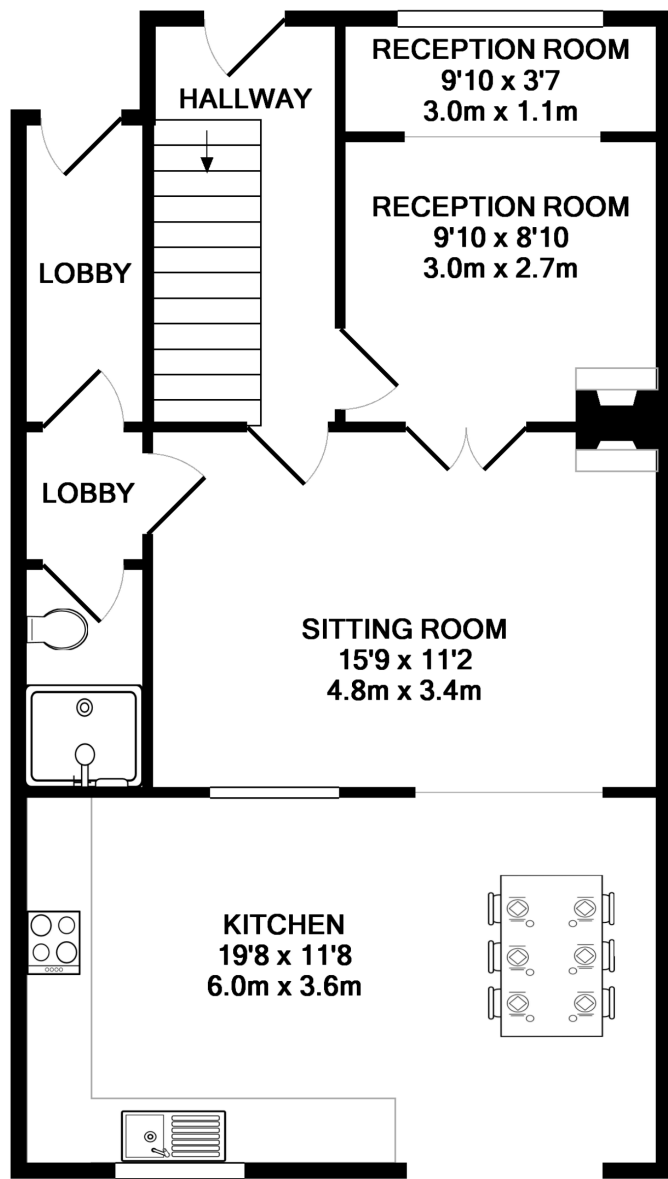 RECEPTION ROOM
9'10 x 3'7
3.0m x 1.1m
HALLWAY
RECEPTION ROOM
9'10 x 8'10
3.0m x 2.7m
LOBBY
LOBBY
SITTING ROOM
15'9 x 11'2
4.8m x 3.4m
KITCHEN
19'8 x 11'8
6.0m x 3.6m